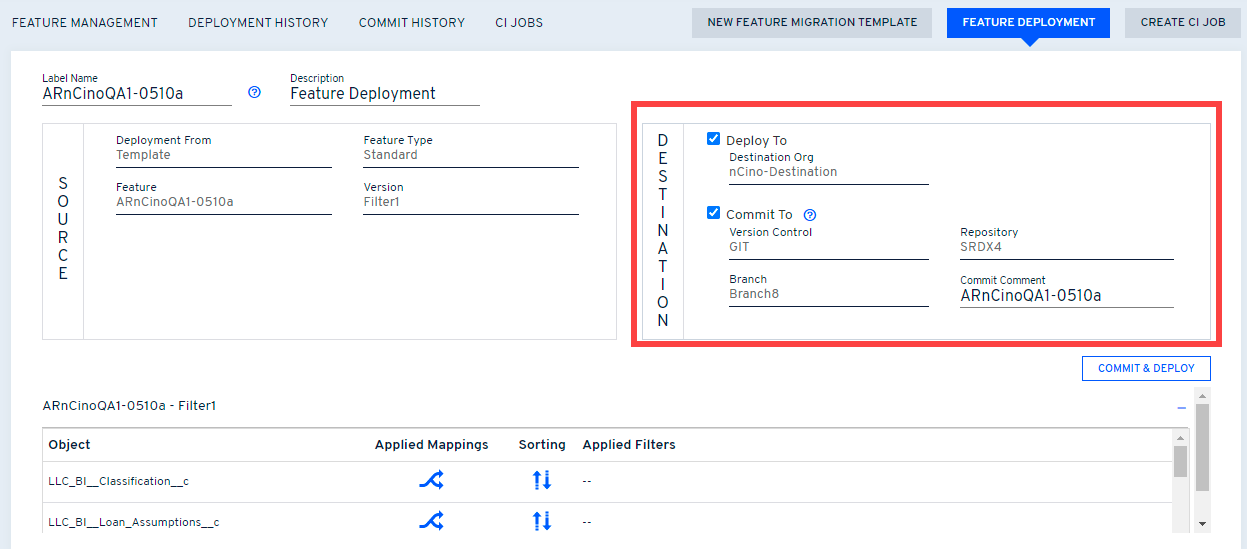 FEATURE MANAGEMENT DEPLOYMENT HISTORY COMMIT HISTORY CI JOBS NEW FEATURE MIGRATION TEMPLATE FEATURE DEPLOYMENT CREATE CI JOB
Label Name Description
ARnCinoQA1-0510a ? Feature Deployment
SOURCE
Deployment From Feature Type
Template Standard
Feature Version
ARnCinoQA1-0510a Filter1
DESTINATION
Deploy To
Destination Org
nCino-Destination
Commit To ?
Version Control Repository
GIT SRDX4
Branch Commit Comment
Branch8 ARnCinoQA1-0510a
COMMIT & DEPLOY
ARnCinoQA1-0510a - Filter1
Object Applied Mappings Sorting Applied Filters
LLC_BI__Classification__c --
LLC_BI__Loan_Assumptions__c --